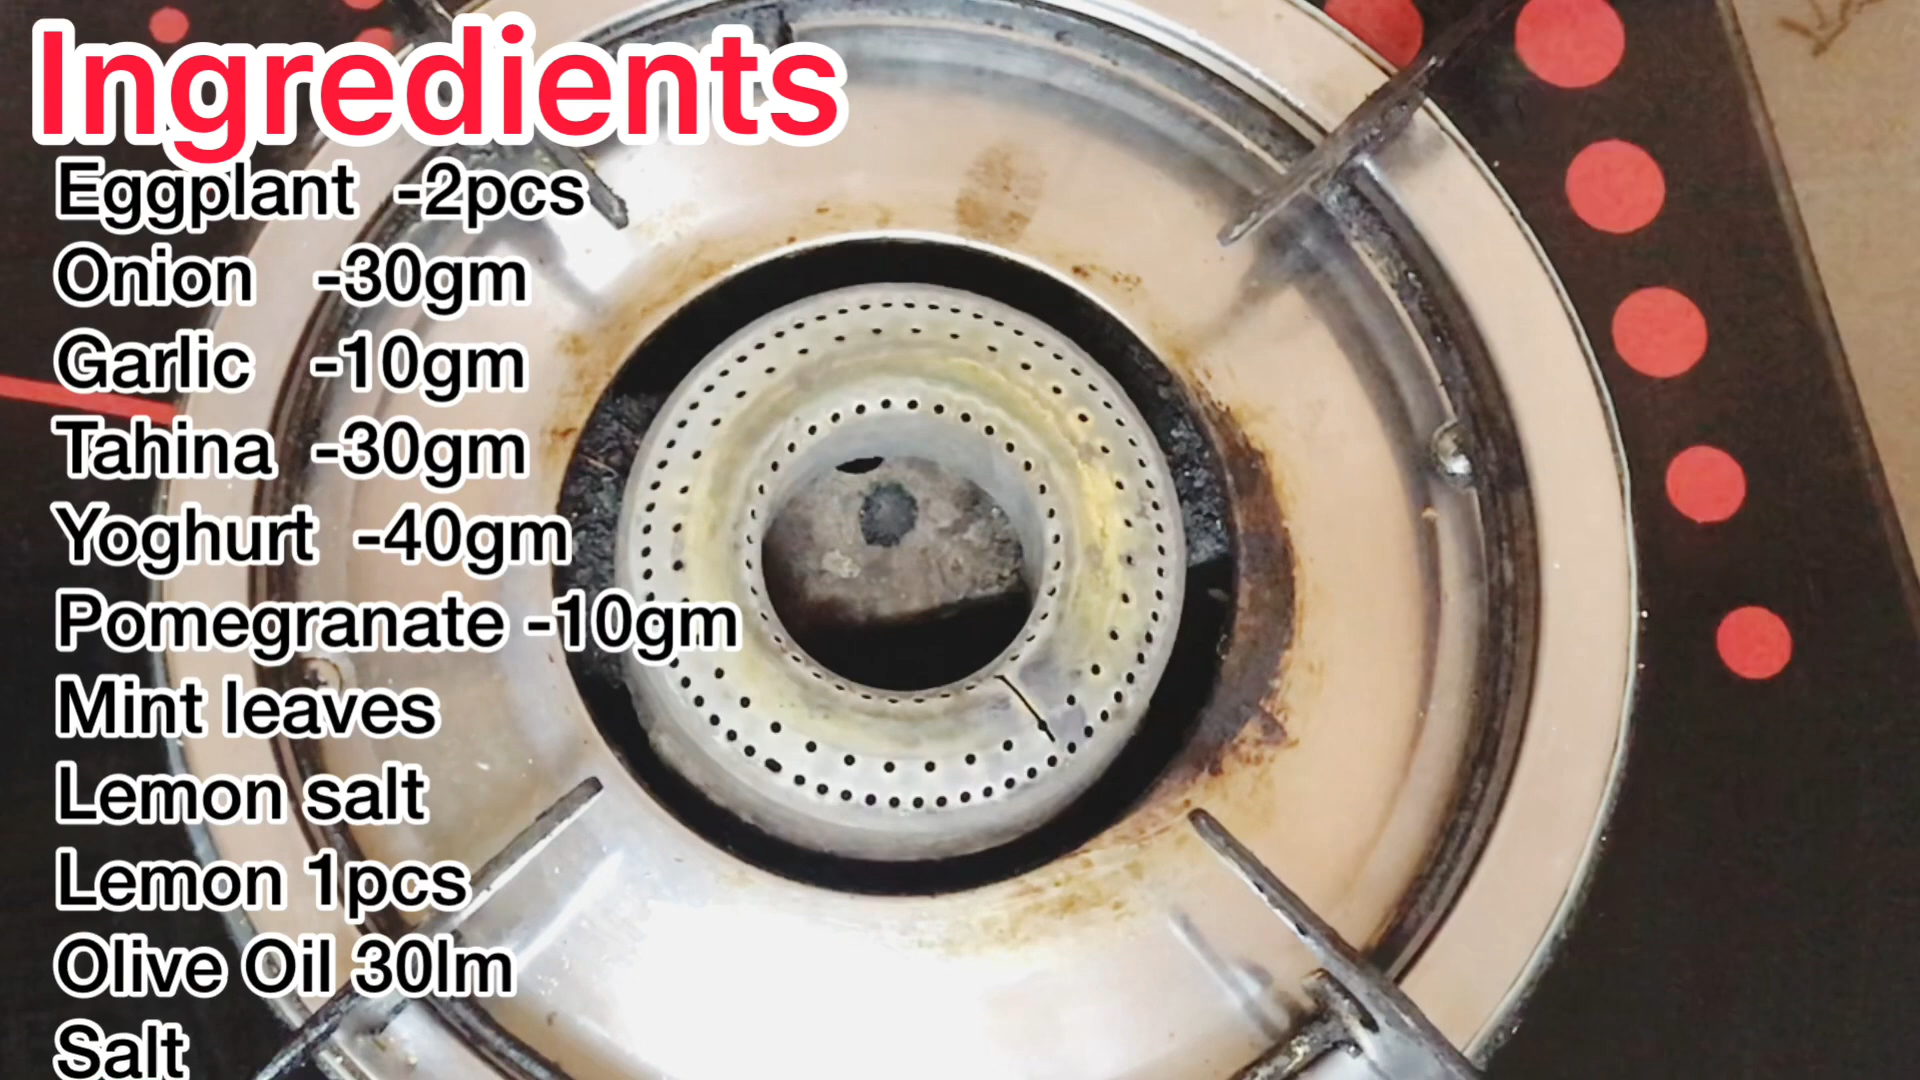 Ingredients
Eggplant -2pcs
Onion -30gm
Garlic -10gm
Tahina -30gm
Yoghurt -40gm
Pomegranate -10gm
Mint leaves
Lemon salt
Lemon 1pcs
Olive Oil 30lm
Salt